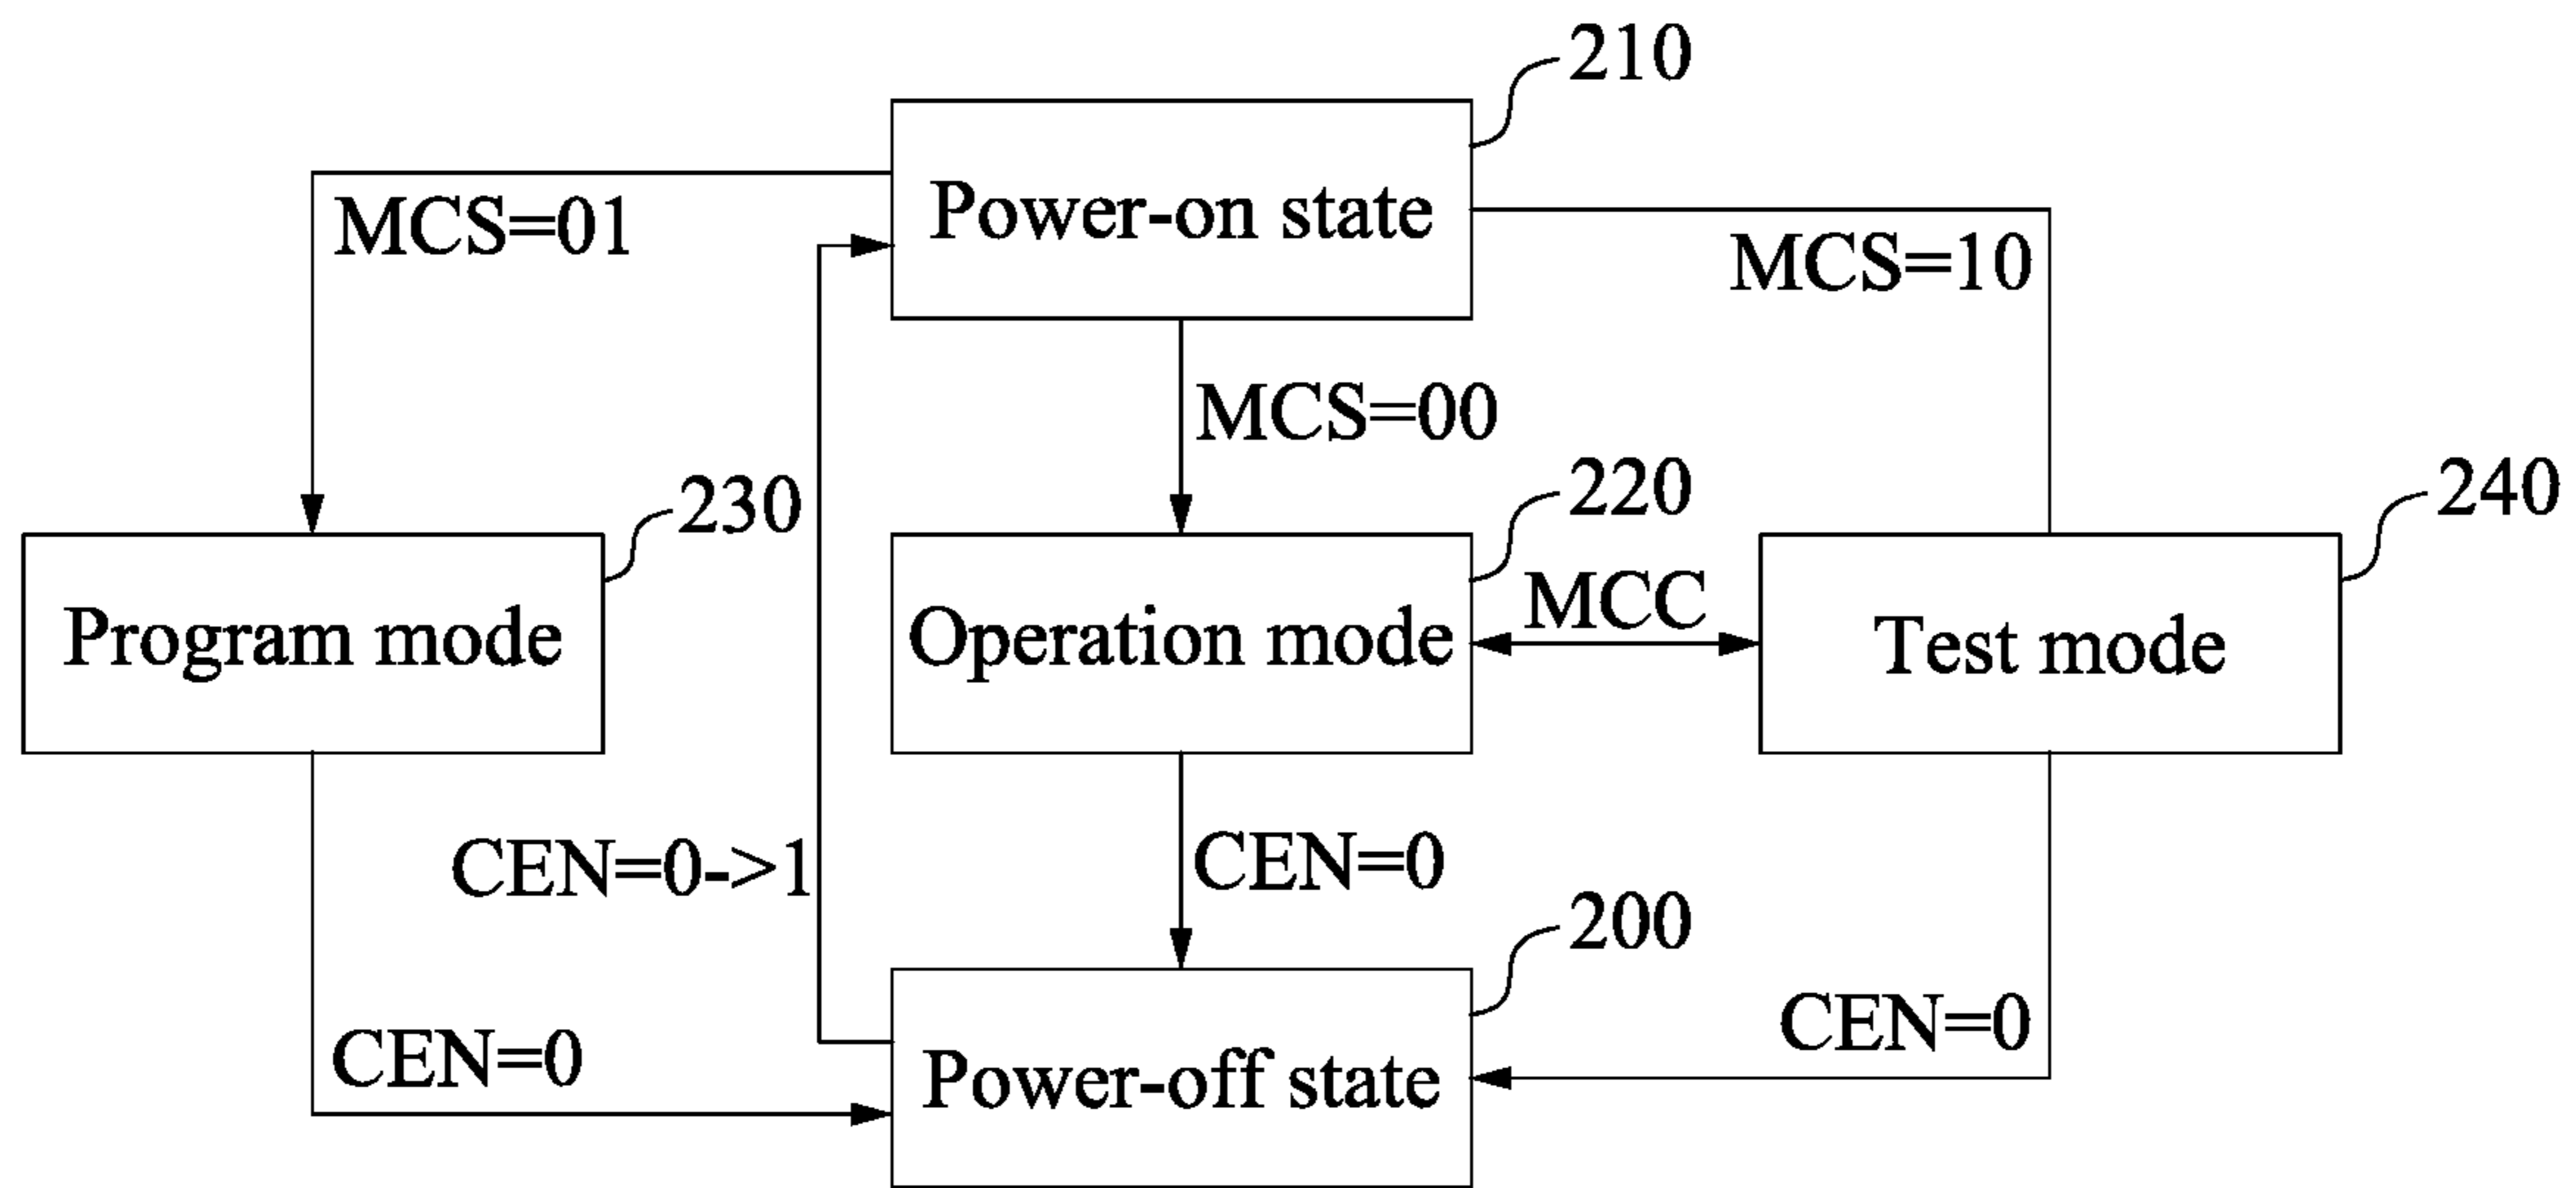 210
Power-on state
MCS=01
MCS=10
MCS=00
230
220
240
Program mode
Operation mode
MCC
Test mode
CEN=0->1
CEN=0
200
CEN=0
CEN=0
Power-off state